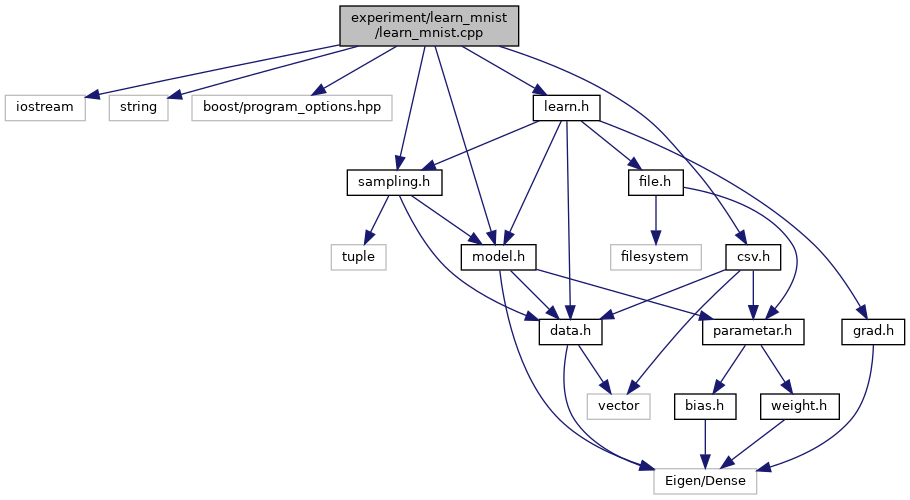 experiment/learn_mnist
/learn_mnist.cpp
iostream
string
boost/program_options.hpp
learn.h
sampling.h
file.h
tuple
model.h
filesystem
csv.h
data.h
parametar.h
grad.h
vector
bias.h
weight.h
Eigen/Dense